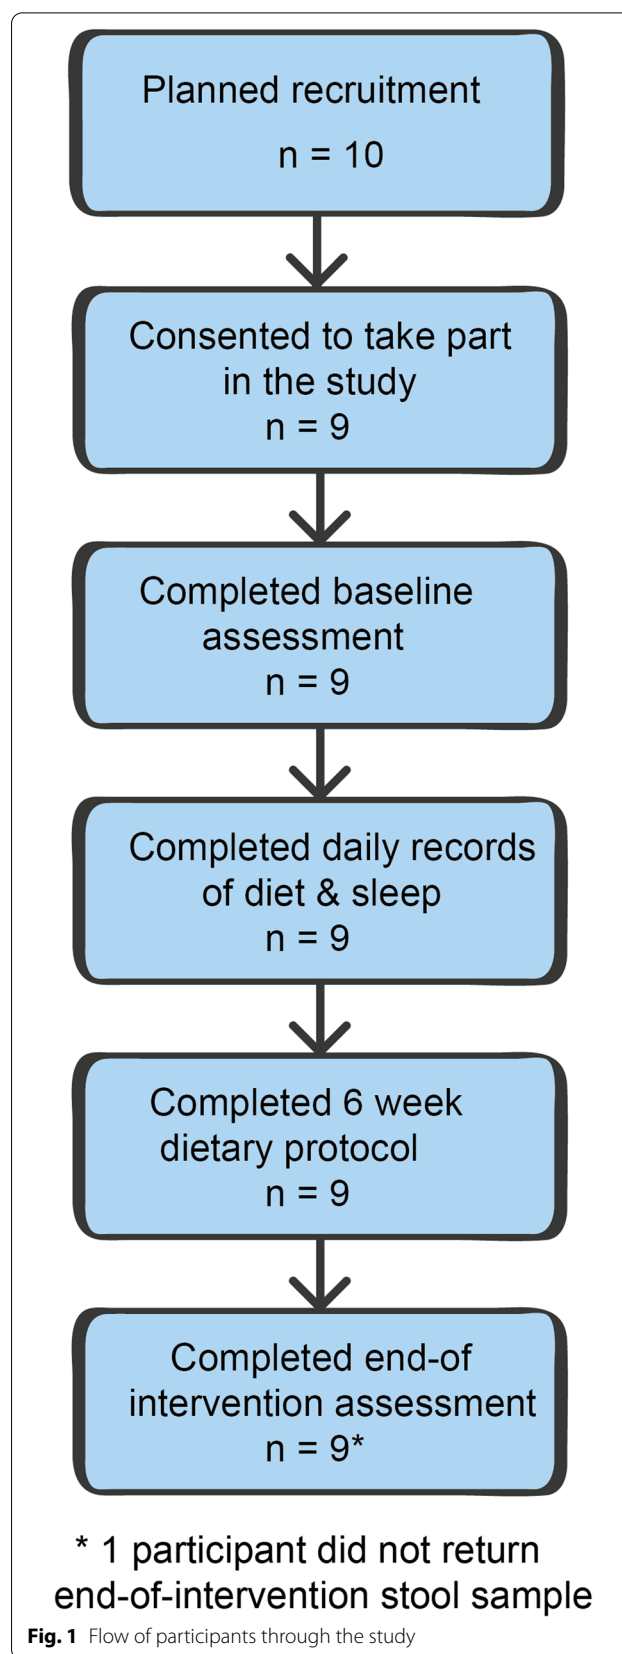 Planned recruitment
n = 10
Consented to take part
in the study
n = 9
Completed baseline
assessment
n = 9
Completed daily records
of diet & sleep
n = 9
Completed 6 week
dietary protocol
n = 9
Completed end-of
intervention assessment
n = 9*
* 1 participant did not return
end-of-intervention stool sample
Fig. 1 Flow of participants through the study